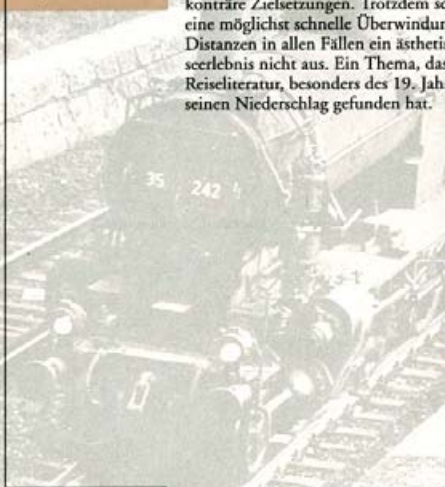 konträre Zielsetzungen. Trotzdem sc
eine möglichst schnelle Überwindun
Distanzen in allen Fällen ein ästheti
seerlebnis nicht aus. Ein Thema, das
Reiseliteratur, besonders des 19. Jah
seinen Niederschlag gefunden hat.
35 242